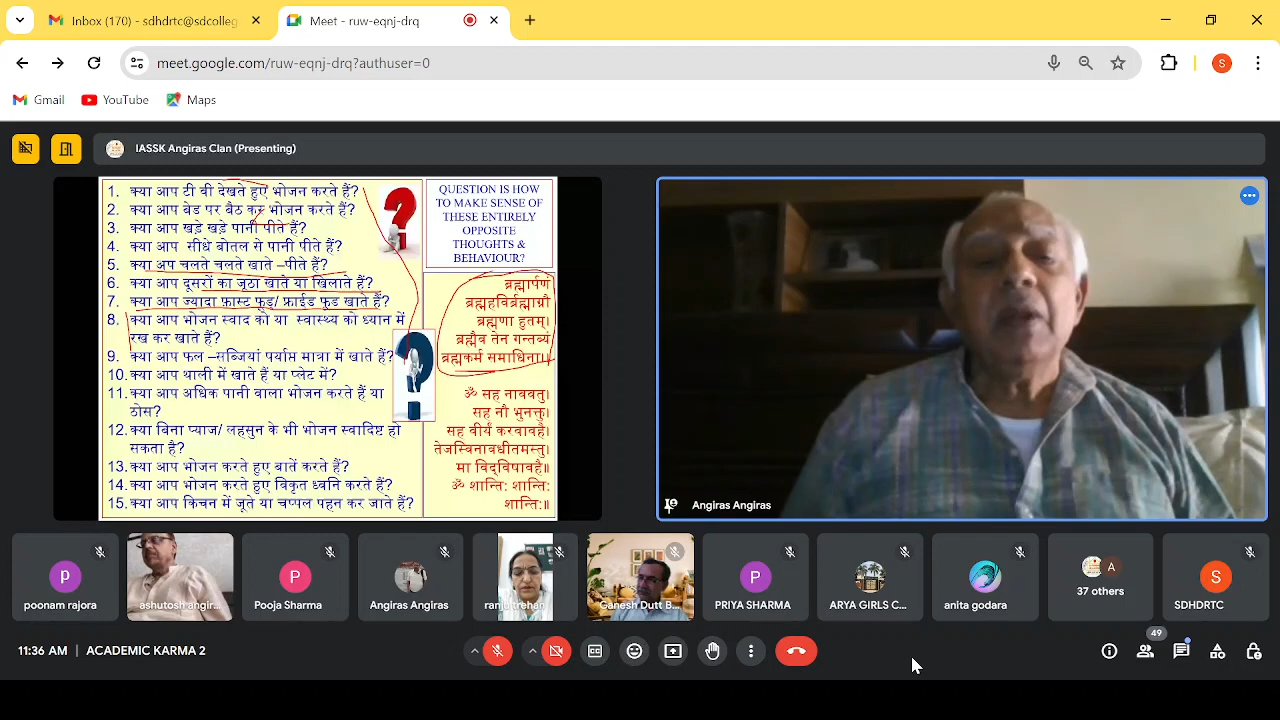 Inbox (170) - sdhdrtc@sdcolleg
Meet - ruw-eqnj-drq
meet.google.com/ruw-eqnj-drq?authuser=0
S
Gmail
YouTube
Maps
IASSK Angiras Clan (Presenting)
1. क्या आप टी वी देखते हुए भोजन करते हैं?
2. क्या आप बेड पर बैठ कर भोजन करते हैं?
3. क्या आप खड़े खड़े पानी पीते हैं?
4. क्या आप सीधे बोतल से पानी पीते हैं?
5. क्या अप चलते चलते खाते –पीते हैं?
6. क्या आप दूसरों का जूठा खाते या खिलाते हैं?
7. क्या आप ज्यादा फ़ास्ट फूड/ फ्राईड फूड खाते हैं?
8. क्या आप भोजन स्वाद को या स्वास्थ्य को ध्यान में
रख कर खाते हैं?
9. क्या आप फल –सब्जियां पर्याप्त मात्रा में खाते हैं?
10. क्या आप थाली में खाते हैं या प्लेट में?
11. क्या आप अधिक पानी वाला भोजन करते हैं या
ठोस?
12. क्या बिना प्याज/ लहसुन के भी भोजन स्वादिष्ट हो
सकता है?
13. क्या आप भोजन करते हुए बातें करते हैं?
14. क्या आप भोजन करते हुए विकृत ध्वनि करते हैं?
15. क्या आप किचन में जूते या चप्पल पहन कर जाते हैं?
QUESTION IS HOW
TO MAKE SENSE OF
THESE ENTIRELY
OPPOSITE
THOUGHTS &
BEHAVIOUR?
ब्रह्मार्पणं
ब्रह्महविर्ब्रह्माग्नौ
ब्रह्मणा हुतम्।
ब्रह्मैव तेन गन्तव्यं
ब्रह्मकर्म समाधिना॥
ॐ सह नाववतु।
सह नौ भुनक्तु।
सह वीर्यं करवावहै।
तेजस्विनावधीतमस्तु।
मा विद्विषावहै॥
ॐ शान्तिः शान्तिः
शान्तिः॥
Angiras Angiras
p
poonam rajora
ashutosh angir...
P
Pooja Sharma
Angiras Angiras
ranju trehan
Ganesh Dutt B...
P
PRIYA SHARMA
ARYA GIRLS C...
anita godara
A
37 others
S
SDHDRTC
11:36 AM | ACADEMIC KARMA 2
49